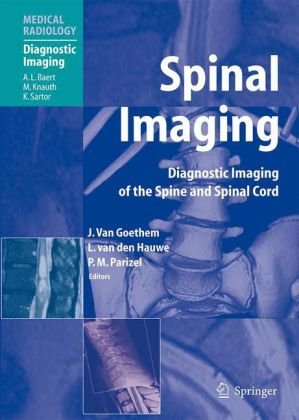 MEDICAL
RADIOLOGY
Diagnostic
Imaging
A. L. Baert
M. Knauth
K. Sartor
Spinal
Imaging
Diagnostic Imaging
of the Spine and Spinal Cord
J. Van Goethem
L. van den Hauwe
P. M. Parizel
Editors
Springer